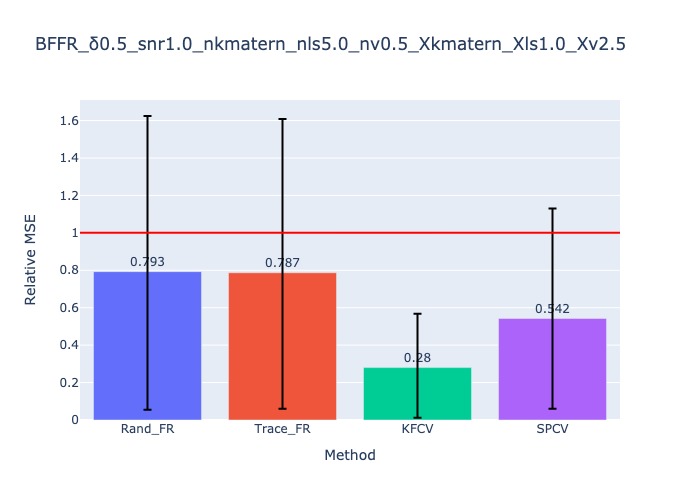 BFFR_δ0.5_snr1.0_nkmatern_nls5.0_nv0.5_Xkmatern_Xls1.0_Xv2.5
Relative MSE
1.6
1.4
1.2
1
0.8
0.6
0.4
0.2
0
0.793
0.787
0.28
0.542
Rand_FR
Trace_FR
KFCV
SPCV
Method